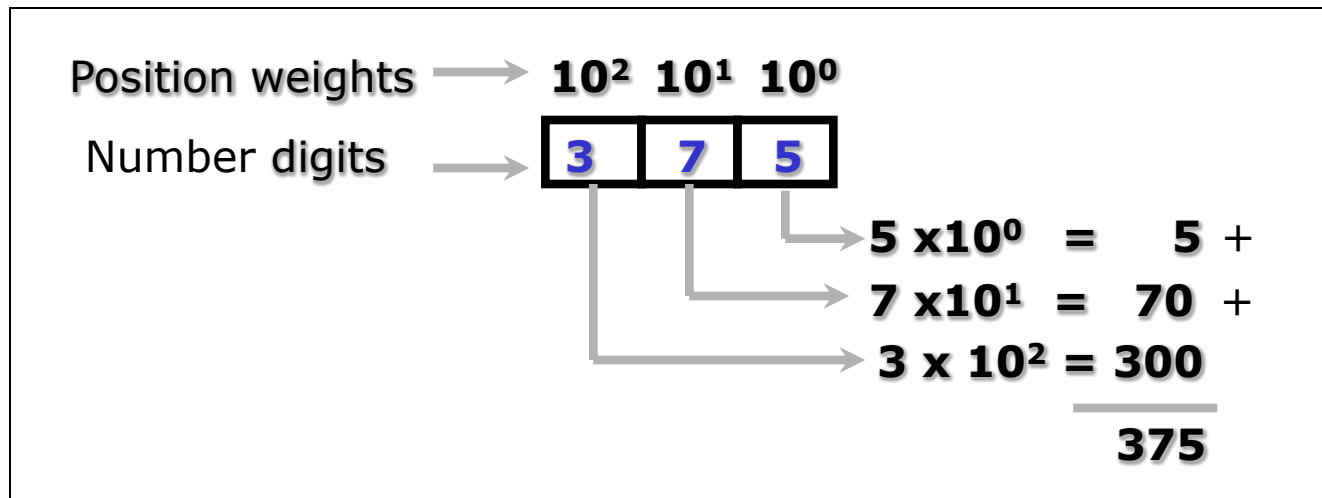 Position weights 10² 10¹ 10⁰
Number digits 3 7 5
5 x10⁰ = 5 +
7 x10¹ = 70 +
3 x 10² = 300
375